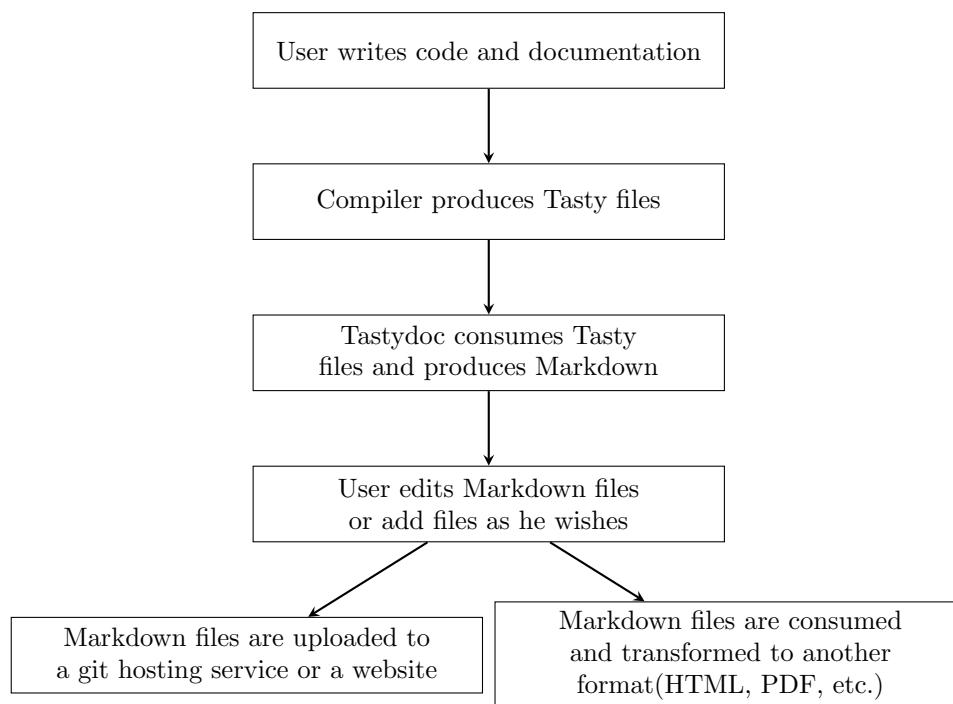 User writes code and documentation
Compiler produces Tasty files
Tastydoc consumes Tasty
files and produces Markdown
User edits Markdown files
or add files as he wishes
Markdown files are uploaded to
a git hosting service or a website
Markdown files are consumed
and transformed to another
format(HTML, PDF, etc.)